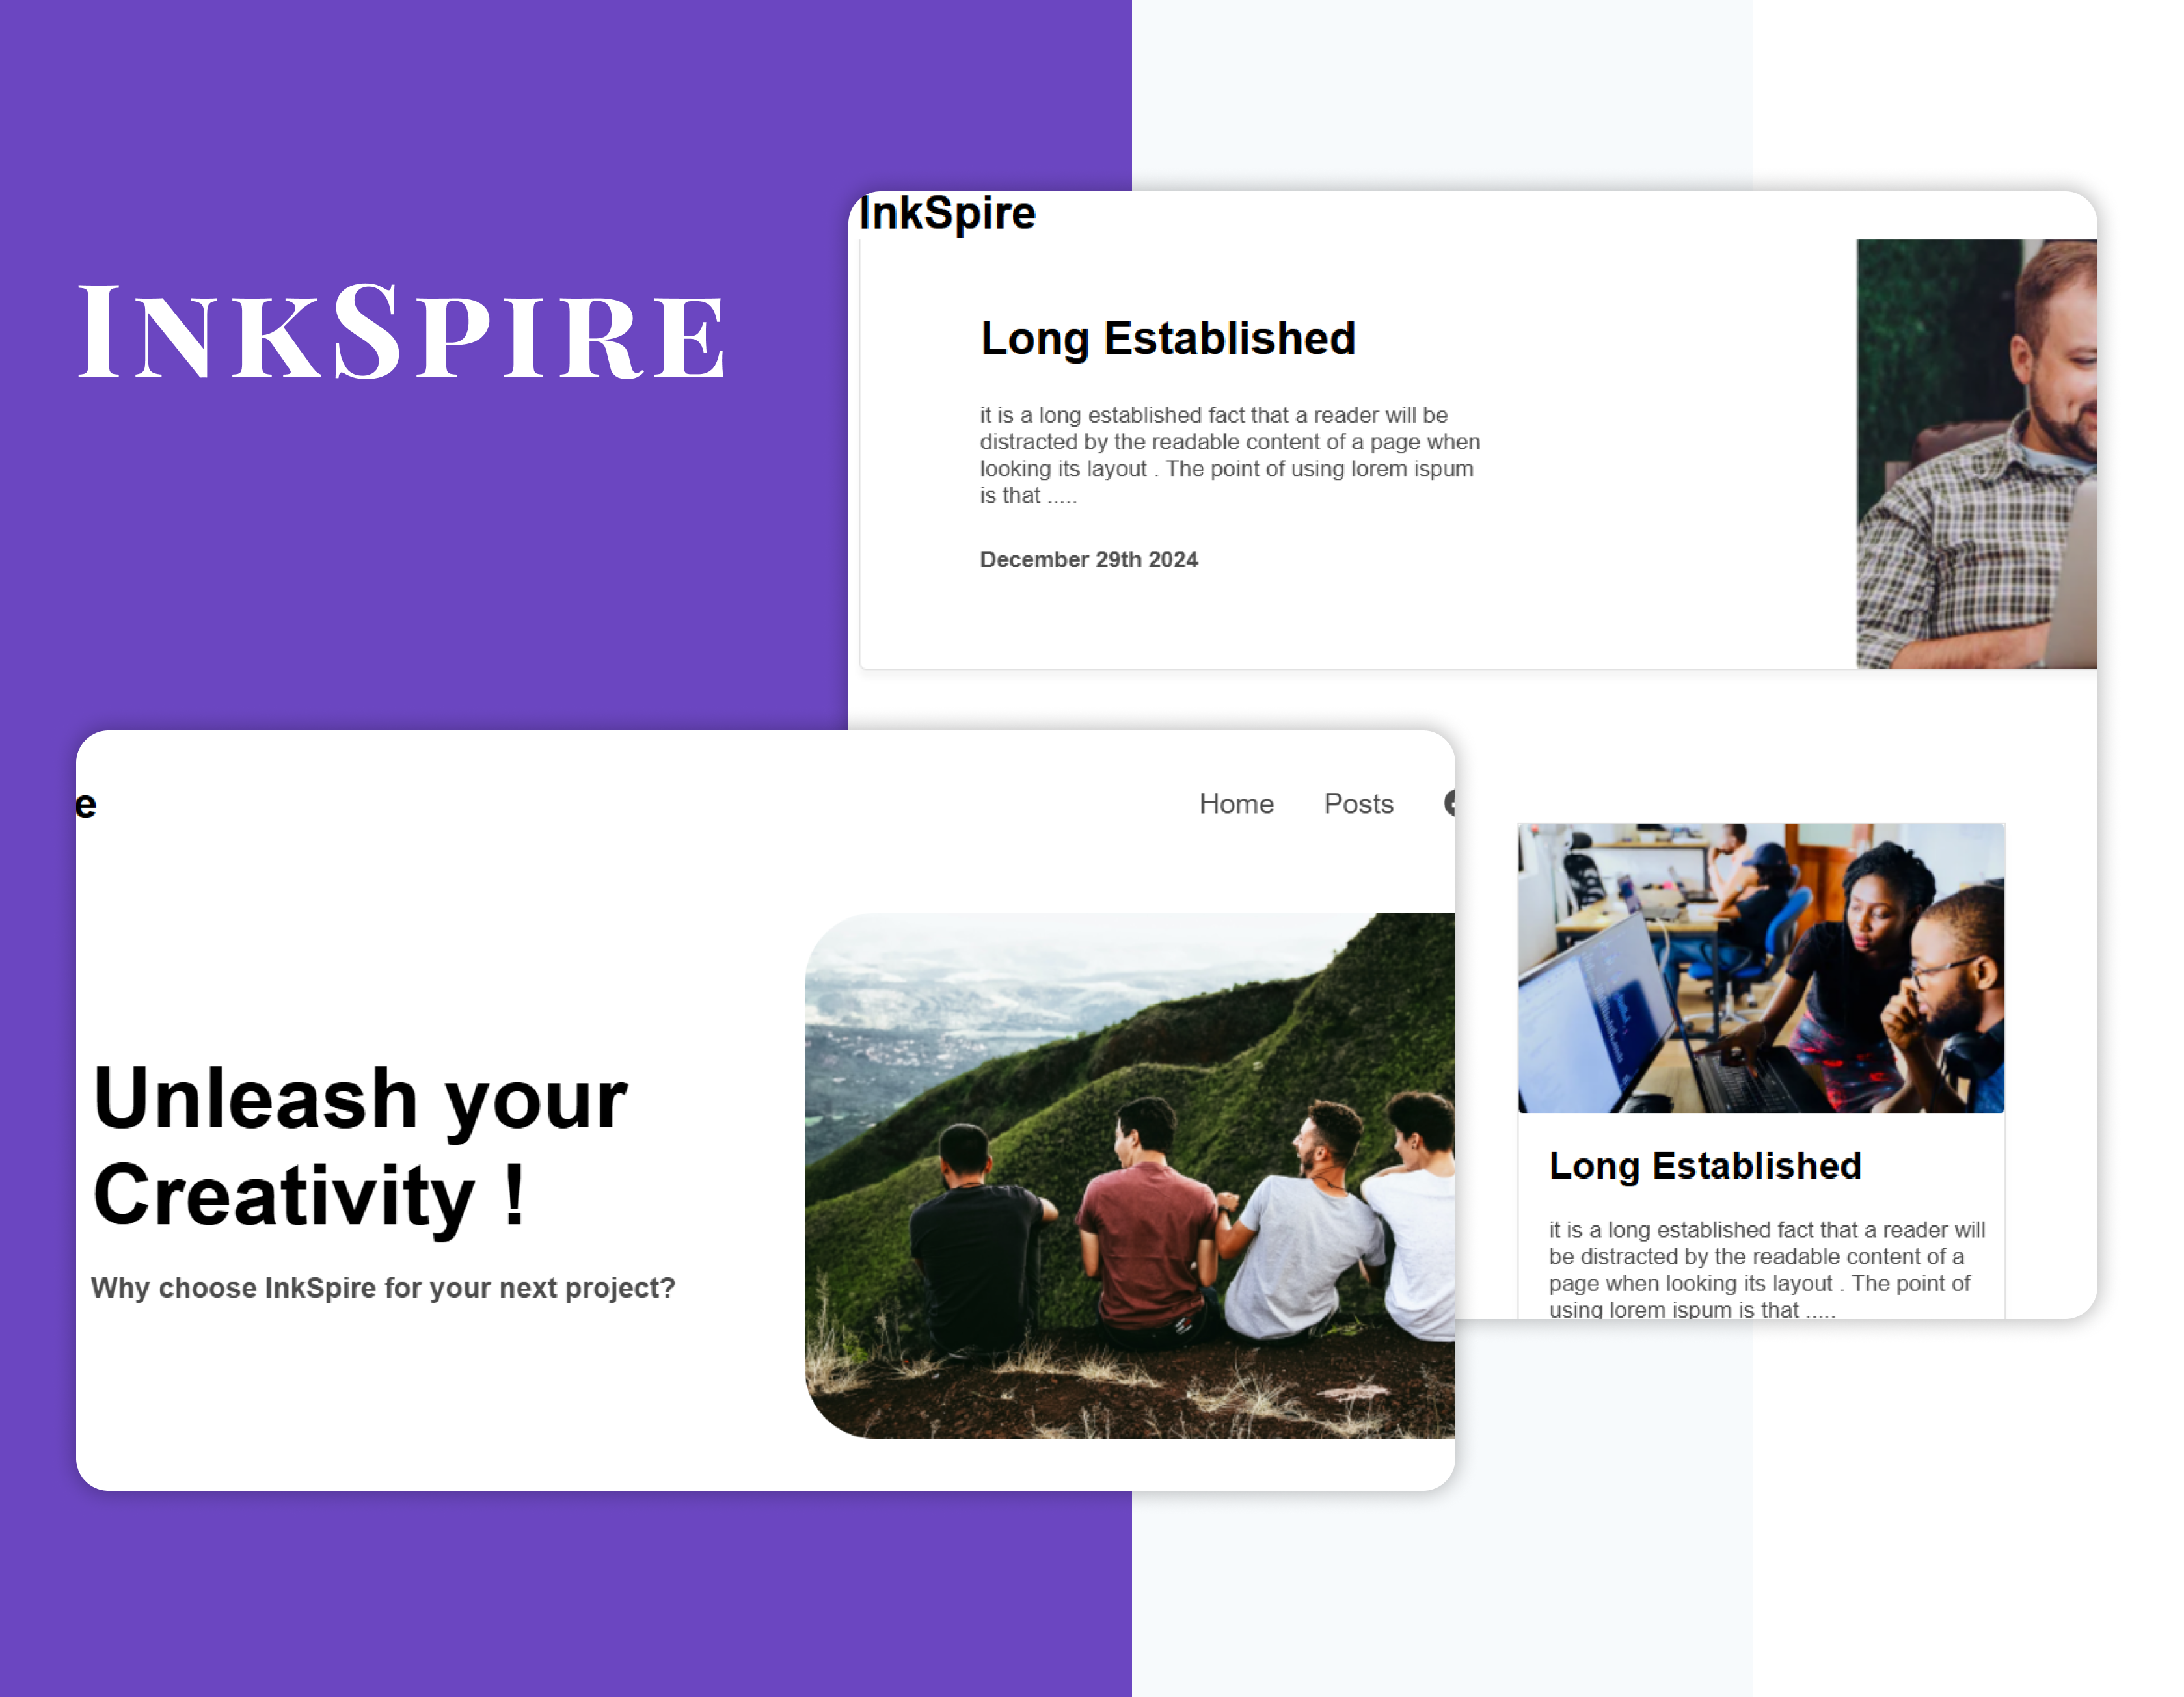 INKSPIRE
InkSpire
Long Established
it is a long established fact that a reader will be
distracted by the readable content of a page when
looking its layout . The point of using lorem ispum
is that .....
December 29th 2024
e
Home Posts
Unleash your
Creativity !
Why choose InkSpire for your next project?
Long Established
it is a long established fact that a reader will
be distracted by the readable content of a
page when looking its layout . The point of
using lorem ispum is that .....